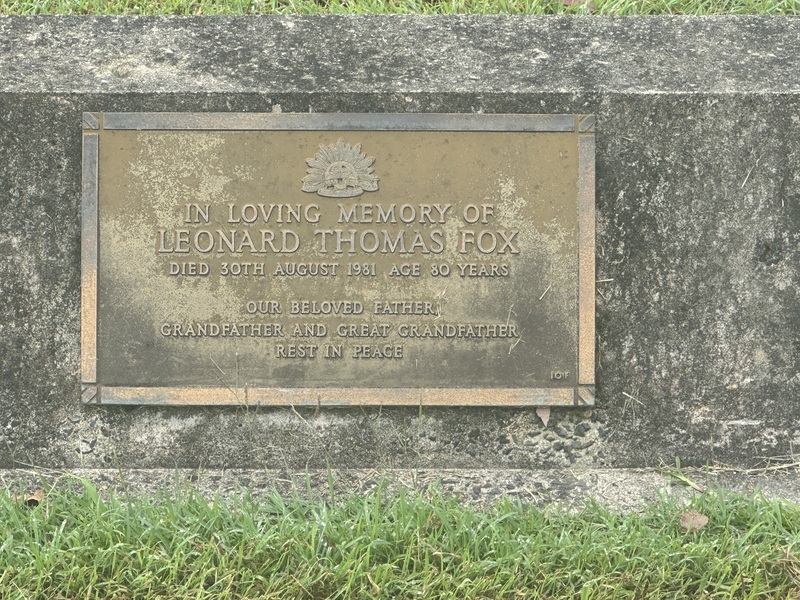 IN LOVING MEMORY OF
LEONARD THOMAS FOX
DIED 30TH AUGUST 1981 AGE 80 YEARS
OUR BELOVED FATHER,
GRANDFATHER AND GREAT GRANDFATHER
REST IN PEACE